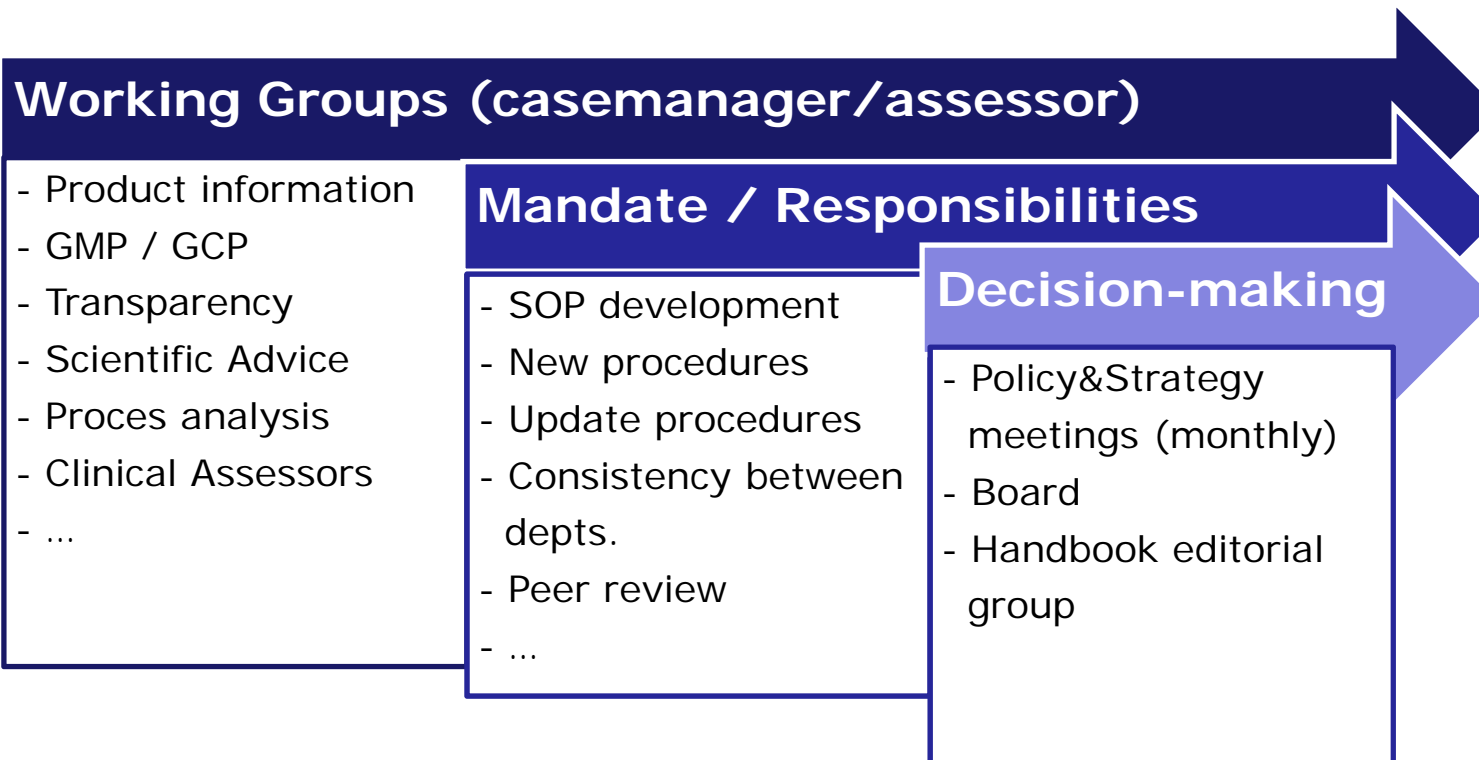 Working Groups (casemanager/assessor)
- Product information
- GMP / GCP
- Transparency
- Scientific Advice
- Proces analysis
- Clinical Assessors
- ...
Mandate / Responsibilities
- SOP development
- New procedures
- Update procedures
- Consistency between
depts.
- Peer review
- ...
Decision-making
- Policy&Strategy
meetings (monthly)
- Board
- Handbook editorial
group